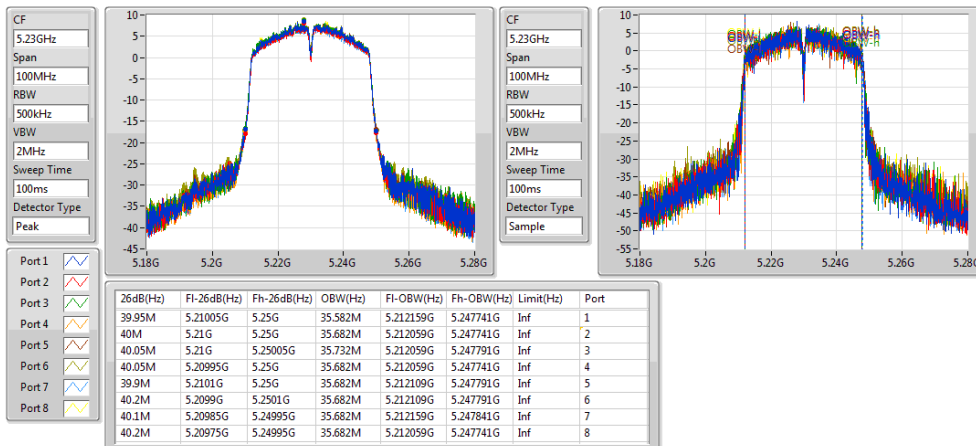 CF
5.23GHz
Span
100MHz
RBW
500kHz
VBW
2MHz
Sweep Time
100ms
Detector Type
Peak
10
5
0
-5
-10
-15
-20
-25
-30
-35
-40
-45
5.18G 5.2G 5.22G 5.24G 5.26G 5.28G
CF
5.23GHz
Span
100MHz
RBW
500kHz
VBW
2MHz
Sweep Time
100ms
Detector Type
Sample
10
5
0
-5
-10
-15
-20
-25
-30
-35
-40
-45
-50
-55
5.18G 5.2G 5.22G 5.24G 5.26G 5.28G
Port 1
Port 2
Port 3
Port 4
Port 5
Port 6
Port 7
Port 8
26dB(Hz) Fl-26dB(Hz) Fh-26dB(Hz) OBW(Hz) Fl-OBW(Hz) Fh-OBW(Hz) Limit(Hz) Port
39.95M 5.21005G 5.25G 35.582M 5.212159G 5.247741G Inf 1
40M 5.21G 5.25G 35.682M 5.212059G 5.247741G Inf 2
40.05M 5.21G 5.25005G 35.732M 5.212059G 5.247791G Inf 3
40.05M 5.20995G 5.25G 35.682M 5.212059G 5.247741G Inf 4
39.9M 5.2101G 5.25G 35.682M 5.212109G 5.247791G Inf 5
40.2M 5.2099G 5.2501G 35.682M 5.212109G 5.247791G Inf 6
40.1M 5.20985G 5.24995G 35.682M 5.212159G 5.247841G Inf 7
40.2M 5.20975G 5.24995G 35.682M 5.212059G 5.247741G Inf 8